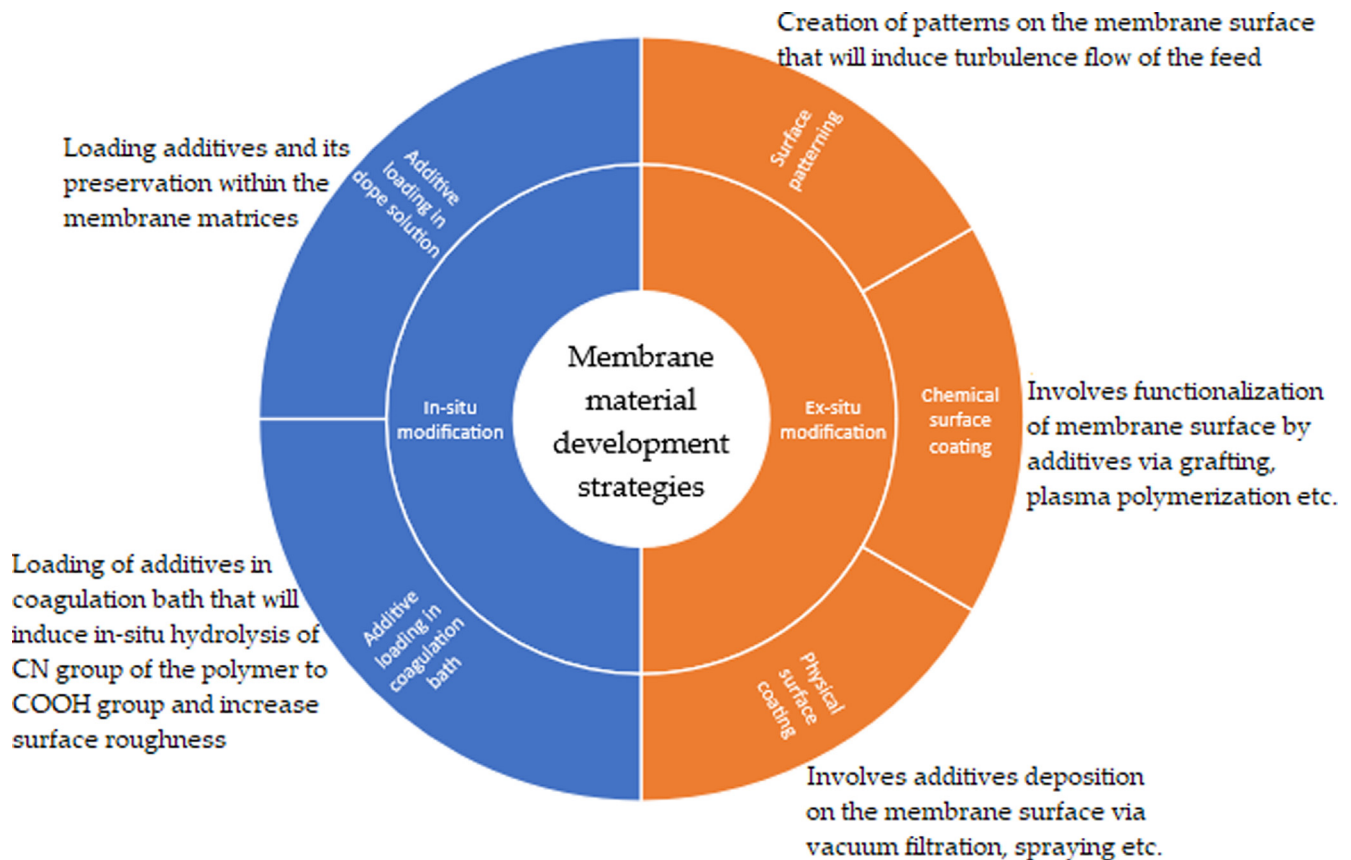 Creation of patterns on the membrane surface
that will induce turbulence flow of the feed
Surface
patterning
Loading additives and its
preservation within the
membrane matrices
Additive
loading in
dope solution
Membrane
material
development
strategies
In-situ
modification
Ex-situ
modification
Chemical
surface
coating
Involves functionalization
of membrane surface by
additives via grafting,
plasma polymerization etc.
Loading of additives in
coagulation bath that will
induce in-situ hydrolysis of
CN group of the polymer to
COOH group and increase
surface roughness
Additive
loading in
coagulation
bath
Physical
surface
coating
Involves additives deposition
on the membrane surface via
vacuum filtration, spraying etc.